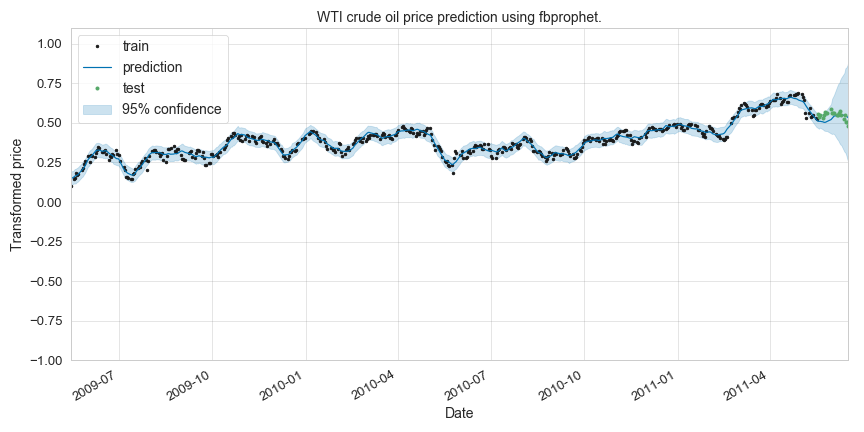 WTI crude oil price prediction using fbprophet.
train
prediction
test
95% confidence
Transformed price
1.00
0.75
0.50
0.25
0.00
−0.25
−0.50
−0.75
−1.00
2009-07
2009-10
2010-01
2010-04
2010-07
2010-10
2011-01
2011-04
Date